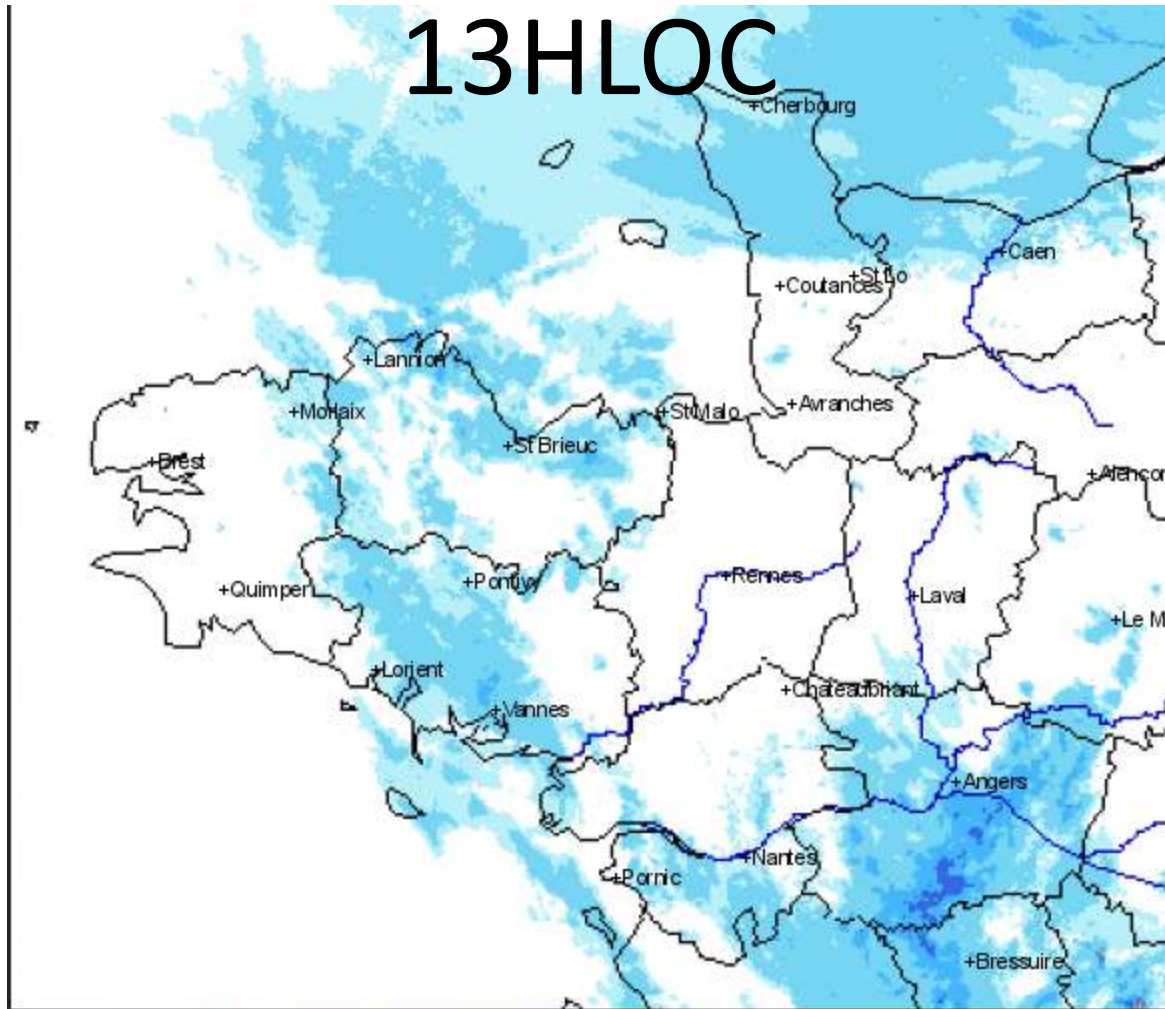 13HLOC
+Cherbourg
+Caen
+St Lo
+Coutances
+Lannion
+Morlaix
+St Malo
+Avranches
+St Brieuc
+Brest
+Alencon
+Pontivy
+Rennes
+Quimper
+Laval
+Le M
+Lorient
+Chateaubriant
+Vannes
+Angers
+Nantes
+Pornic
+Bressuire